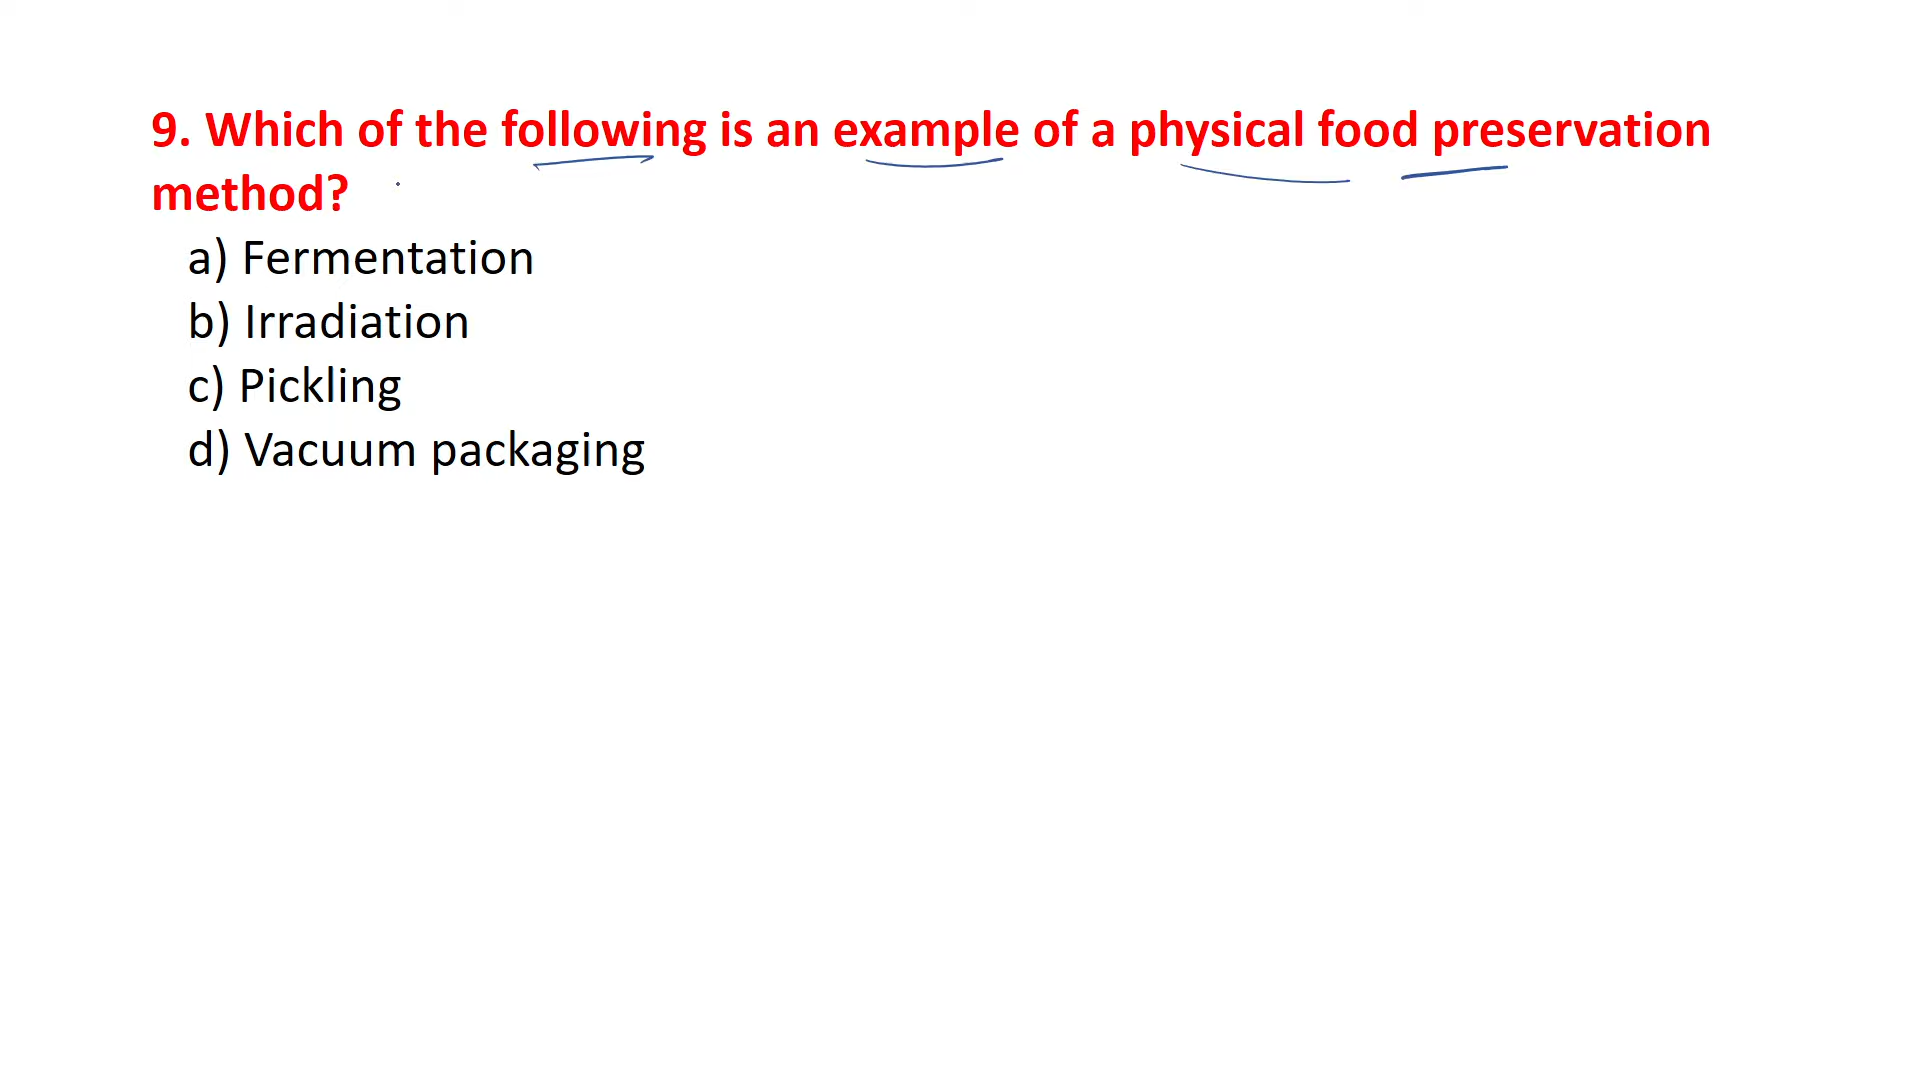 9. Which of the following is an example of a physical food preservation
method?
a) Fermentation
b) Irradiation
c) Pickling
d) Vacuum packaging